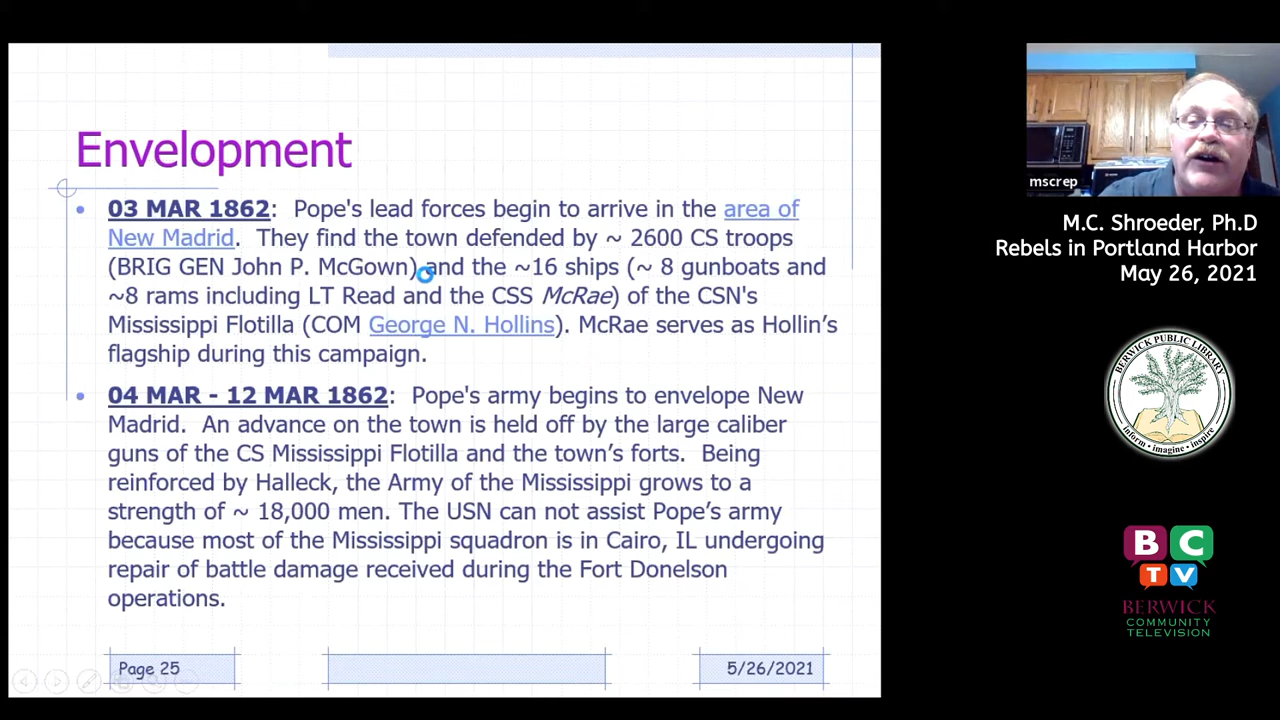 Envelopment
03 MAR 1862:  Pope's lead forces begin to arrive in the area of
New Madrid.  They find the town defended by ~ 2600 CS troops
(BRIG GEN John P. McGown) and the ~16 ships (~ 8 gunboats and
~8 rams including LT Read and the CSS McRae) of the CSN's
Mississippi Flotilla (COM George N. Hollins). McRae serves as Hollin's
flagship during this campaign.
04 MAR - 12 MAR 1862:  Pope's army begins to envelope New
Madrid.  An advance on the town is held off by the large caliber
guns of the CS Mississippi Flotilla and the town's forts.  Being
reinforced by Halleck, the Army of the Mississippi grows to a
strength of ~ 18,000 men. The USN can not assist Pope's army
because most of the Mississippi squadron is in Cairo, IL undergoing
repair of battle damage received during the Fort Donelson
operations.
Page 25
5/26/2021
mscrep
M.C. Shroeder, Ph.D
Rebels in Portland Harbor
May 26, 2021
BERWICK PUBLIC LIBRARY
inform • imagine • inspire
BC
TV
BERWICK
COMMUNITY
TELEVISION